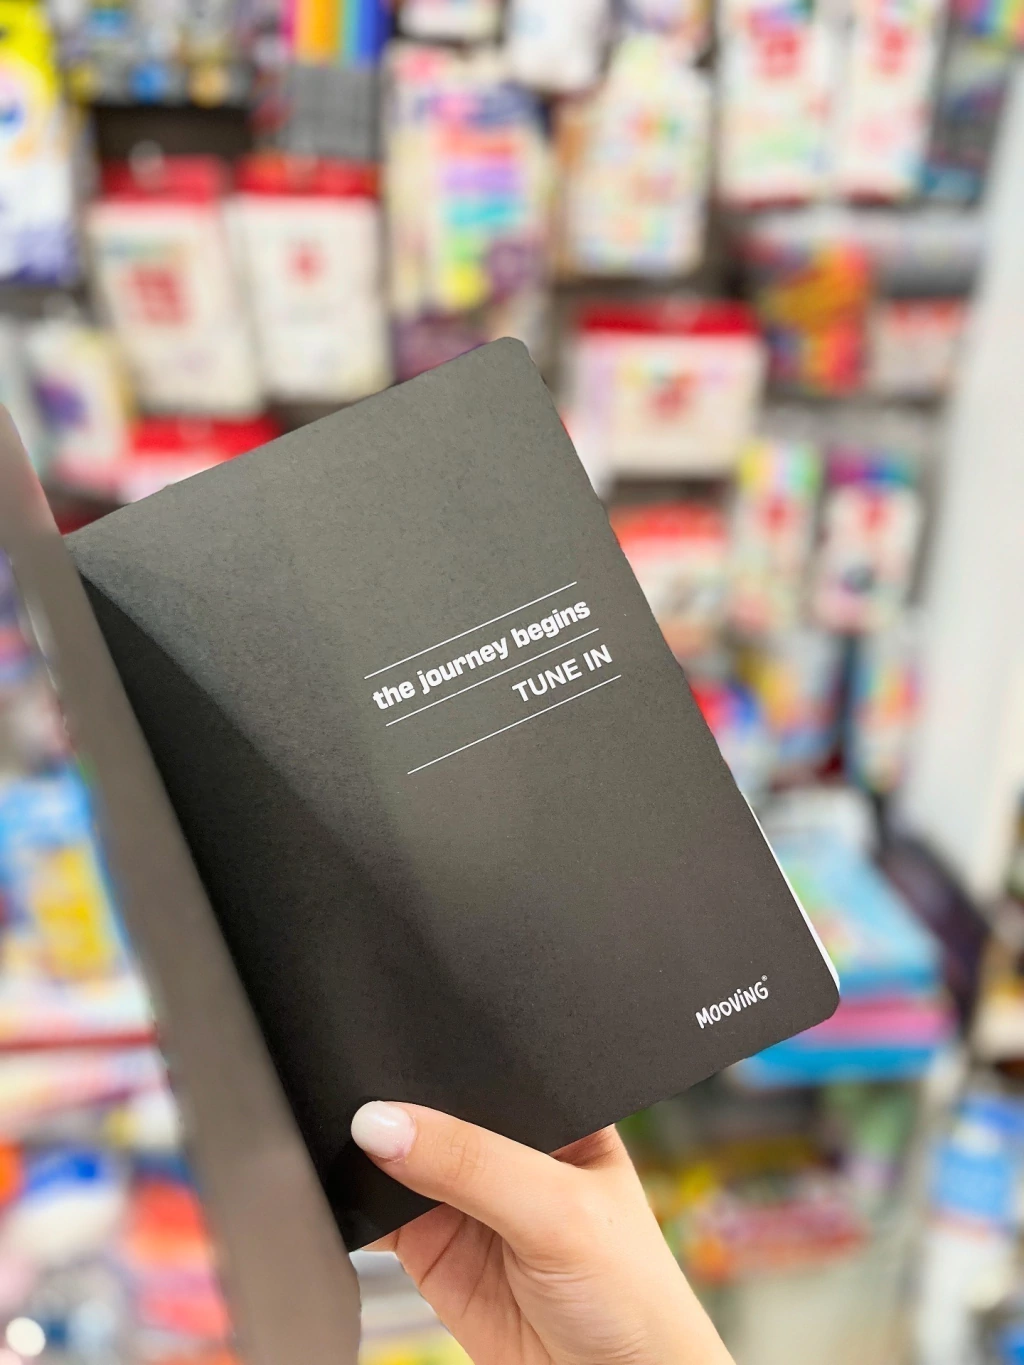 the journey begins
TUNE IN
MOOVING®